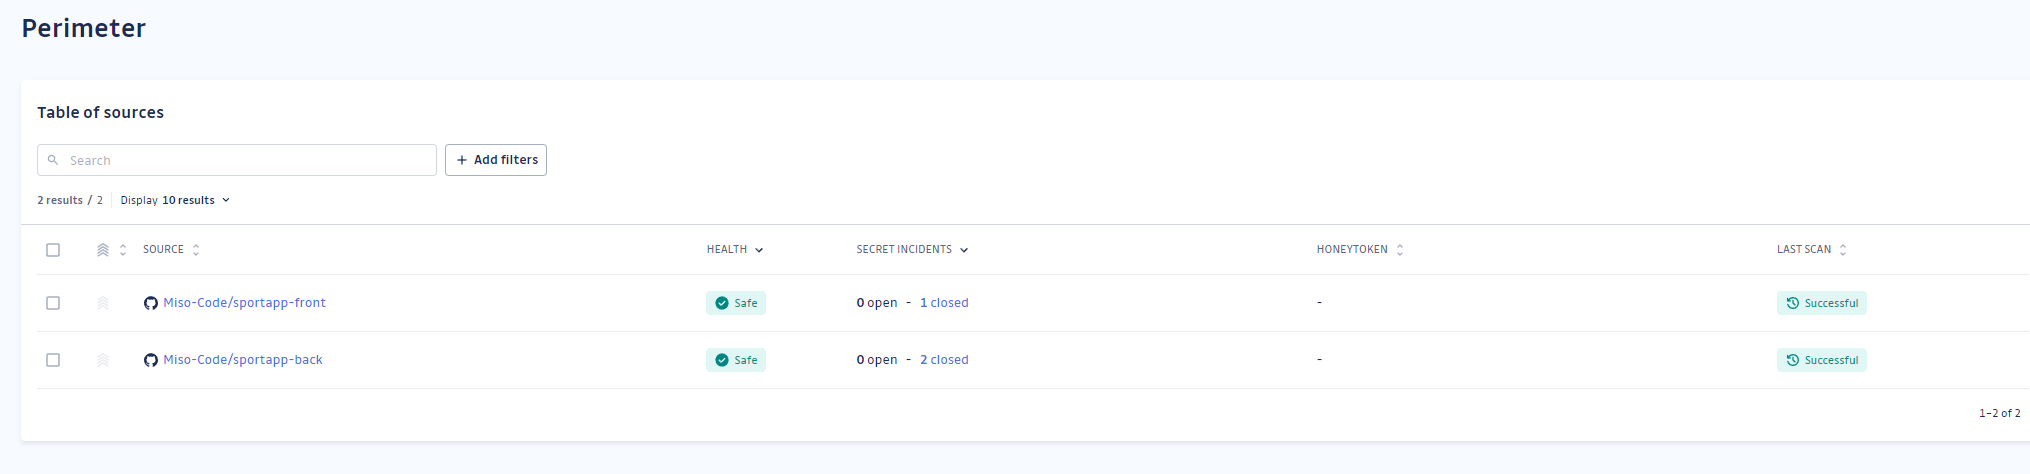 Perimeter
Table of sources
Search
+ Add filters
2 results / 2 Display 10 results
SOURCE HEALTH SECRET INCIDENTS HONEYTOKEN LAST SCAN
Miso-Code/sportapp-front Safe 0 open - 1 closed - Successful
Miso-Code/sportapp-back Safe 0 open - 2 closed - Successful
1–2 of 2